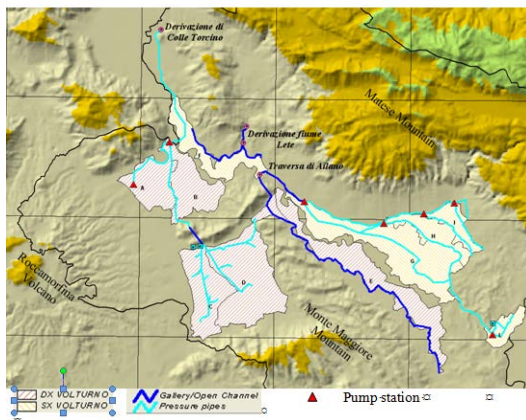 Derivazione di
Colle Torcino
Matese Mountain
Derivazione fiume
Lete
Traversa di Ailano
A
B
I
H
G
E
D
C
Roccamorfina
Volcano
Monte Maggiore
Mountain
DX VOLTURNO
SX VOLTURNO
Gallery/Open Channel
Pressure pipes
Pump station